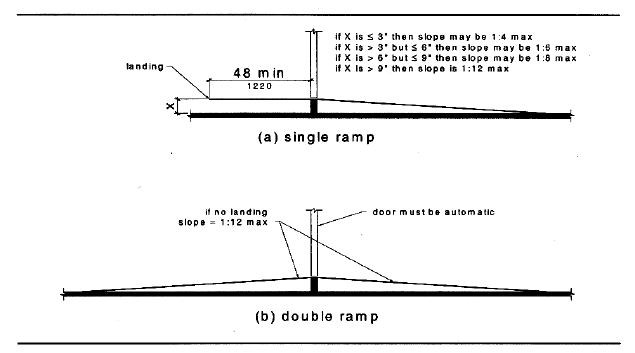 if X is ≤ 3" then slope may be 1:4 max
if X is > 3" but ≤ 6" then slope may be 1:6 max
if X is > 6" but ≤ 9" then slope may be 1:8 max
if X is > 9" then slope is 1:12 max
landing
48 min
1220
X
(a) single ramp
if no landing
slope = 1:12 max
door must be automatic
(b) double ramp